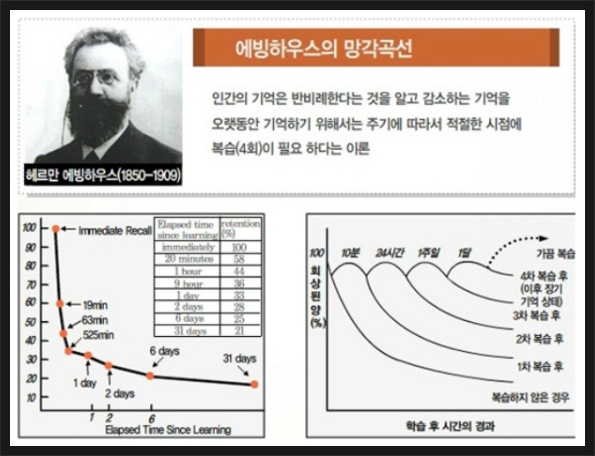 에빙하우스의 망각곡선
인간의 기억은 반비례한다는 것을 알고 감소하는 기억을
오랫동안 기억하기 위해서는 주기에 따라서 적절한 시점에
복습(4회)이 필요 하다는 이론
헤르만 에빙하우스(1850-1909)
100
90
80
70
60
50
40
30
20
10
Immediate Recall
19min
63min
525min
1 day
2 days
6 days
31 days
1 2 6
Elapsed Time Since Learning
Elapsed time since learning retention (%)
immediately 100
20 minutes 58
1 hour 44
9 hour 36
1 day 33
2 days 28
6 days 25
31 days 21
100 10분 24시간 1주일 1달
회상된양(%)
가끔 복습
4차 복습 후
(이후 장기
기억 상태)
3차 복습 후
2차 복습 후
1차 복습 후
복습하지 않은 경우
학습 후 시간의 경과